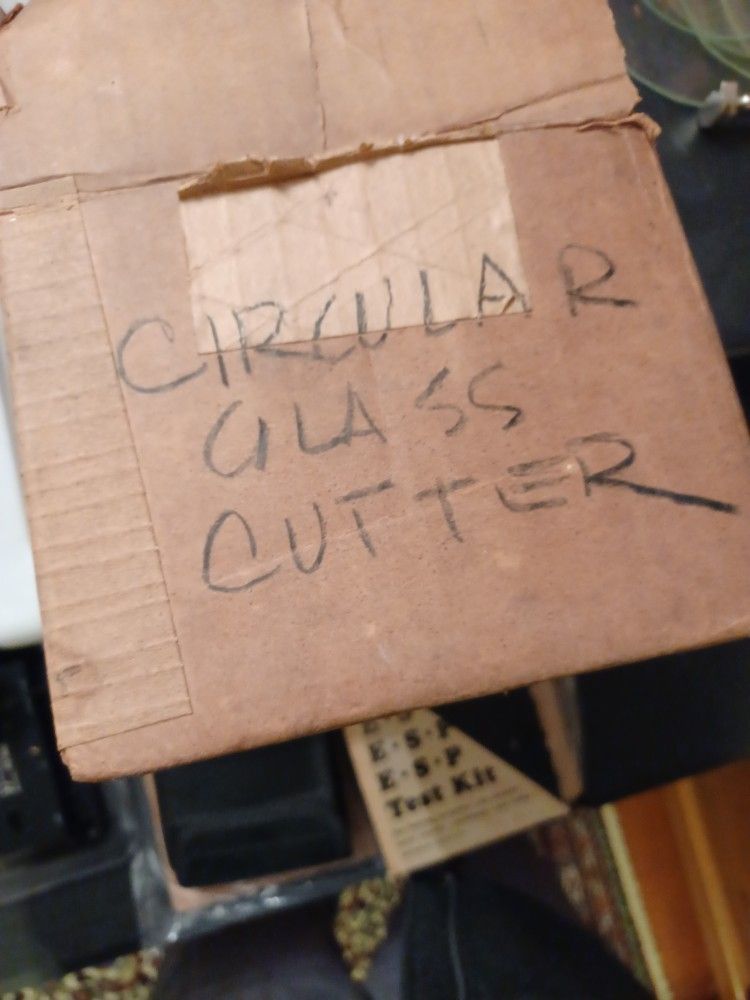 CIRCULAR
GLASS
CUTTER
E·S·P
E·S·P
Test Kit